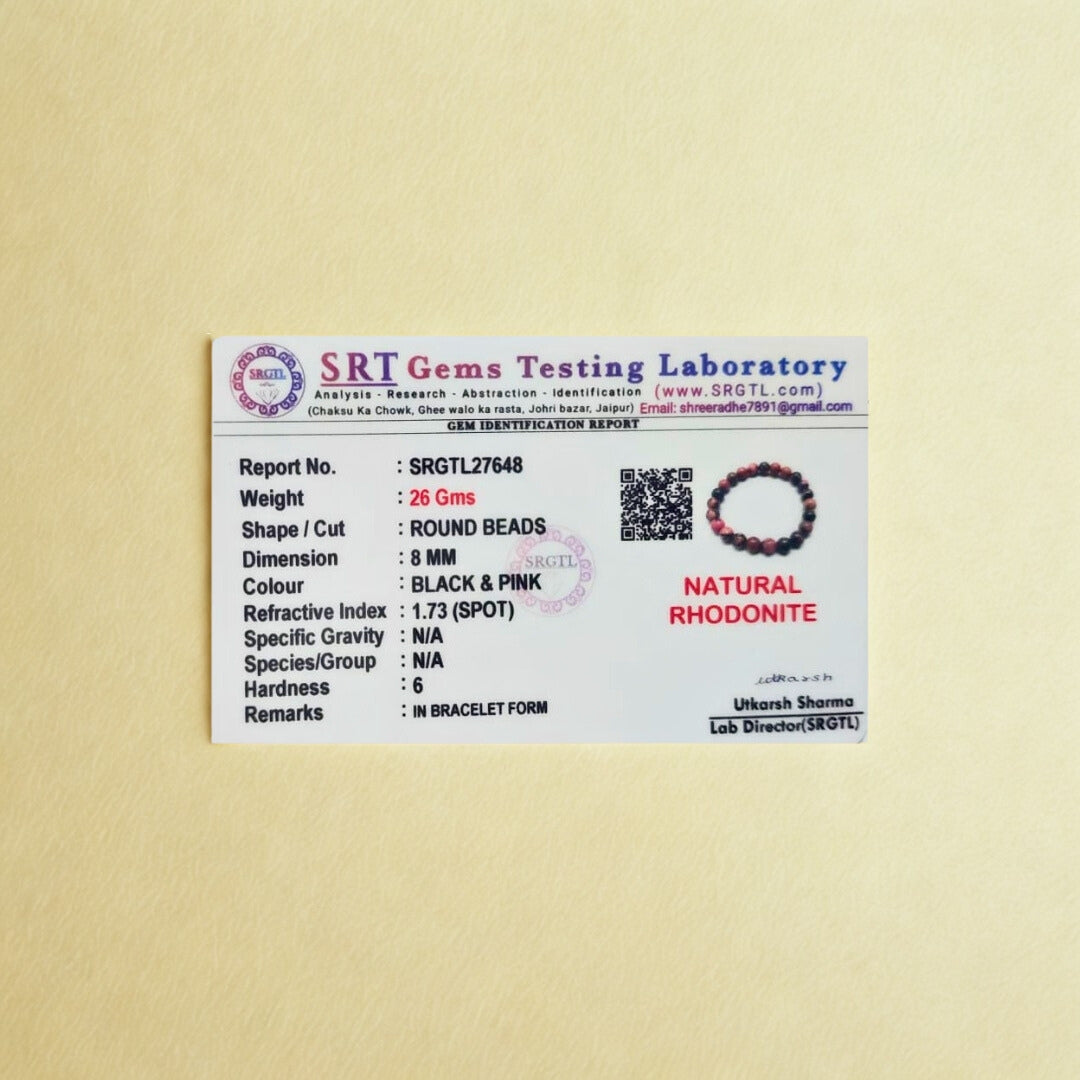 SRGTL
SRT Gems Testing Laboratory
Analysis - Research - Abstraction - Identification (www.SRGTL.com)
(Chaksu Ka Chowk, Ghee walo ka rasta, Johri bazar, Jaipur) Email: shreeradhe7891@gmail.com
GEM IDENTIFICATION REPORT
Report No. : SRGTL27648
Weight : 26 Gms
Shape / Cut : ROUND BEADS
Dimension : 8 MM
Colour : BLACK & PINK
Refractive Index : 1.73 (SPOT)
Specific Gravity : N/A
Species/Group : N/A
Hardness : 6
Remarks : IN BRACELET FORM
SRGTL
NATURAL
RHODONITE
utkarsh
Utkarsh Sharma
Lab Director(SRGTL)